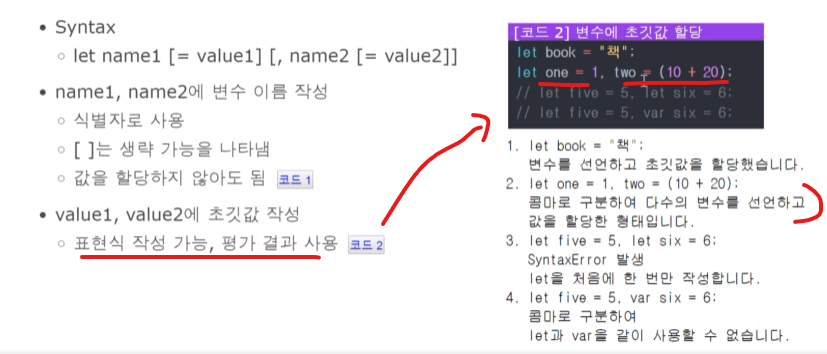 • Syntax
○ let name1 [= value1] [, name2 [= value2]]
• name1, name2에 변수 이름 작성
○ 식별자로 사용
○ [ ]는 생략 가능을 나타냄
○ 값을 할당하지 않아도 됨 코드 1
• value1, value2에 초깃값 작성
○ 표현식 작성 가능, 평가 결과 사용 코드 2
[코드 2] 변수에 초깃값 할당
let book = "책";
let one = 1, two = (10 + 20);
// let five = 5, let six = 6;
// let five = 5, var six = 6;
1. let book = "책";
변수를 선언하고 초깃값을 할당했습니다.
2. let one = 1, two = (10 + 20);
콤마로 구분하여 다수의 변수를 선언하고
값을 할당한 형태입니다.
3. let five = 5, let six = 6;
SyntaxError 발생
let을 처음에 한 번만 작성합니다.
4. let five = 5, var six = 6;
콤마로 구분하여
let과 var을 같이 사용할 수 없습니다.